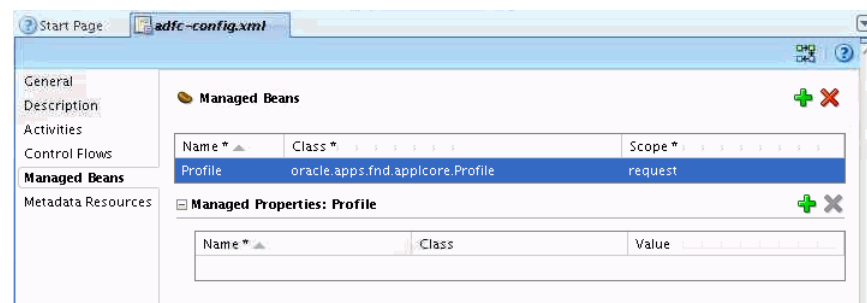 Start Page adfc-config.xml
General
Description
Activities
Control Flows
Managed Beans
Metadata Resources
Managed Beans
Name * Class * Scope *
Profile oracle.apps.fnd.applcore.Profile request
Managed Properties: Profile
Name * Class Value